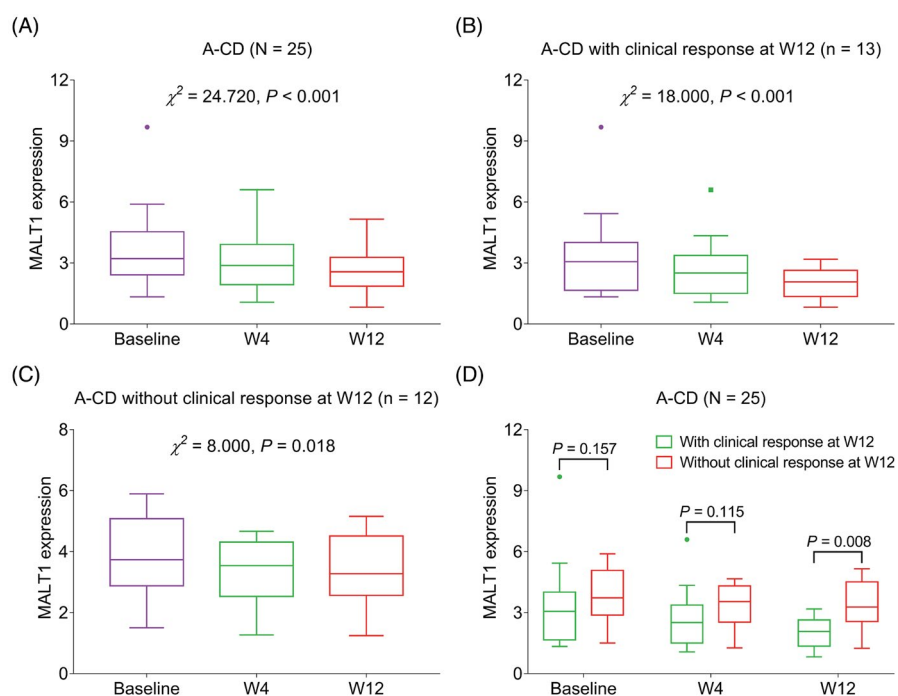 (A)
A-CD (N = 25)
χ² = 24.720, P < 0.001
MALT1 expression
12
9
6
3
0
Baseline W4 W12
(B)
A-CD with clinical response at W12 (n = 13)
χ² = 18.000, P < 0.001
MALT1 expression
12
9
6
3
0
Baseline W4 W12
(C)
A-CD without clinical response at W12 (n = 12)
χ² = 8.000, P = 0.018
MALT1 expression
8
6
4
2
0
Baseline W4 W12
(D)
A-CD (N = 25)
With clinical response at W12
Without clinical response at W12
P = 0.157
P = 0.115
P = 0.008
MALT1 expression
12
9
6
3
0
Baseline W4 W12